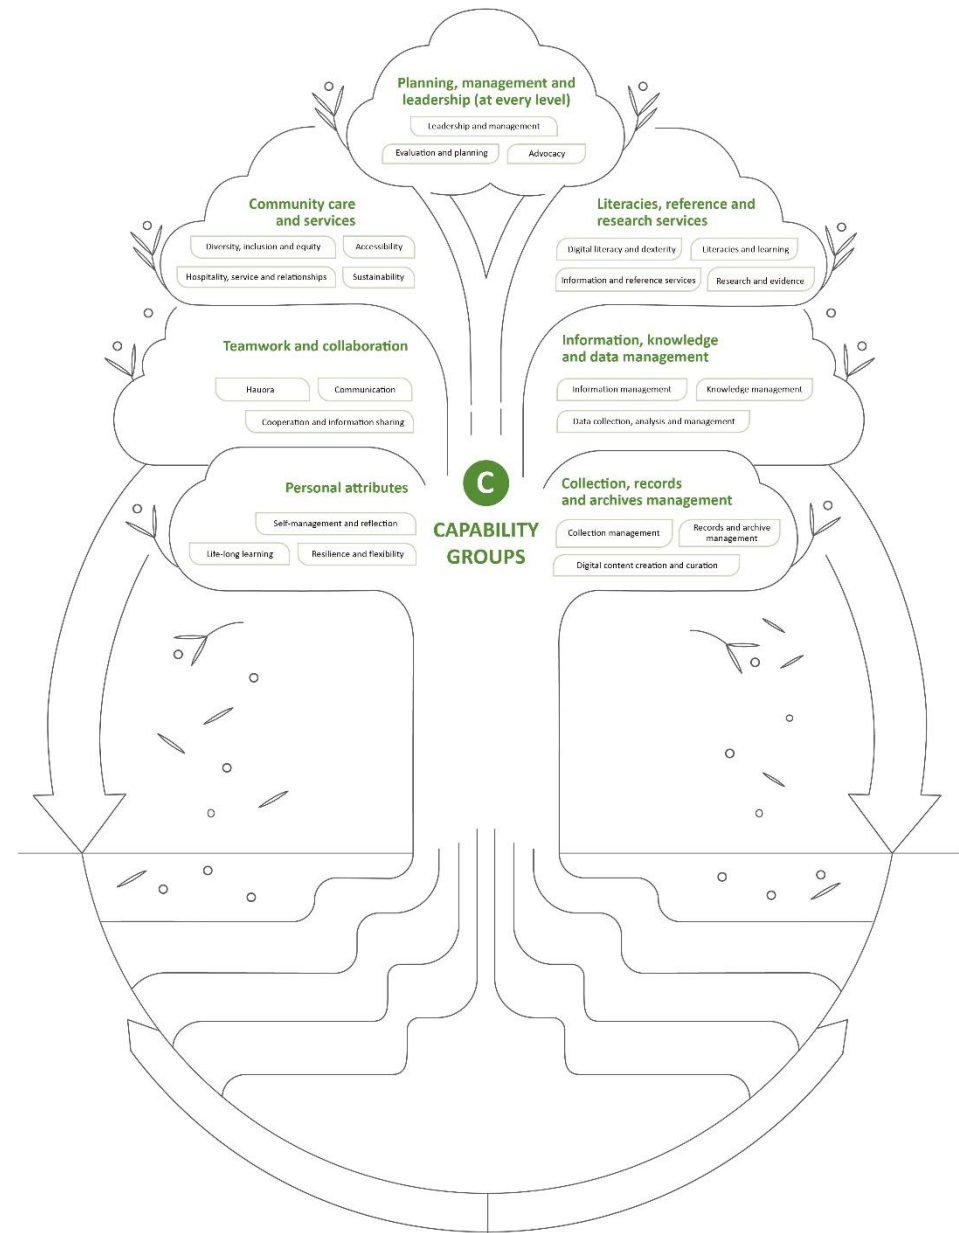 Planning, management and
leadership (at every level)
Leadership and management
Evaluation and planning
Advocacy
Community care
and services
Diversity, inclusion and equity
Accessibility
Hospitality, service and relationships
Sustainability
Literacies, reference and
research services
Digital literacy and dexterity
Literacies and learning
Information and reference services
Research and evidence
Teamwork and collaboration
Hauora
Communication
Cooperation and information sharing
Information, knowledge
and data management
Information management
Knowledge management
Data collection, analysis and management
Personal attributes
Self-management and reflection
Life-long learning
Resilience and flexibility
C
CAPABILITY
GROUPS
Collection, records
and archives management
Collection management
Records and archive
management
Digital content creation and curation